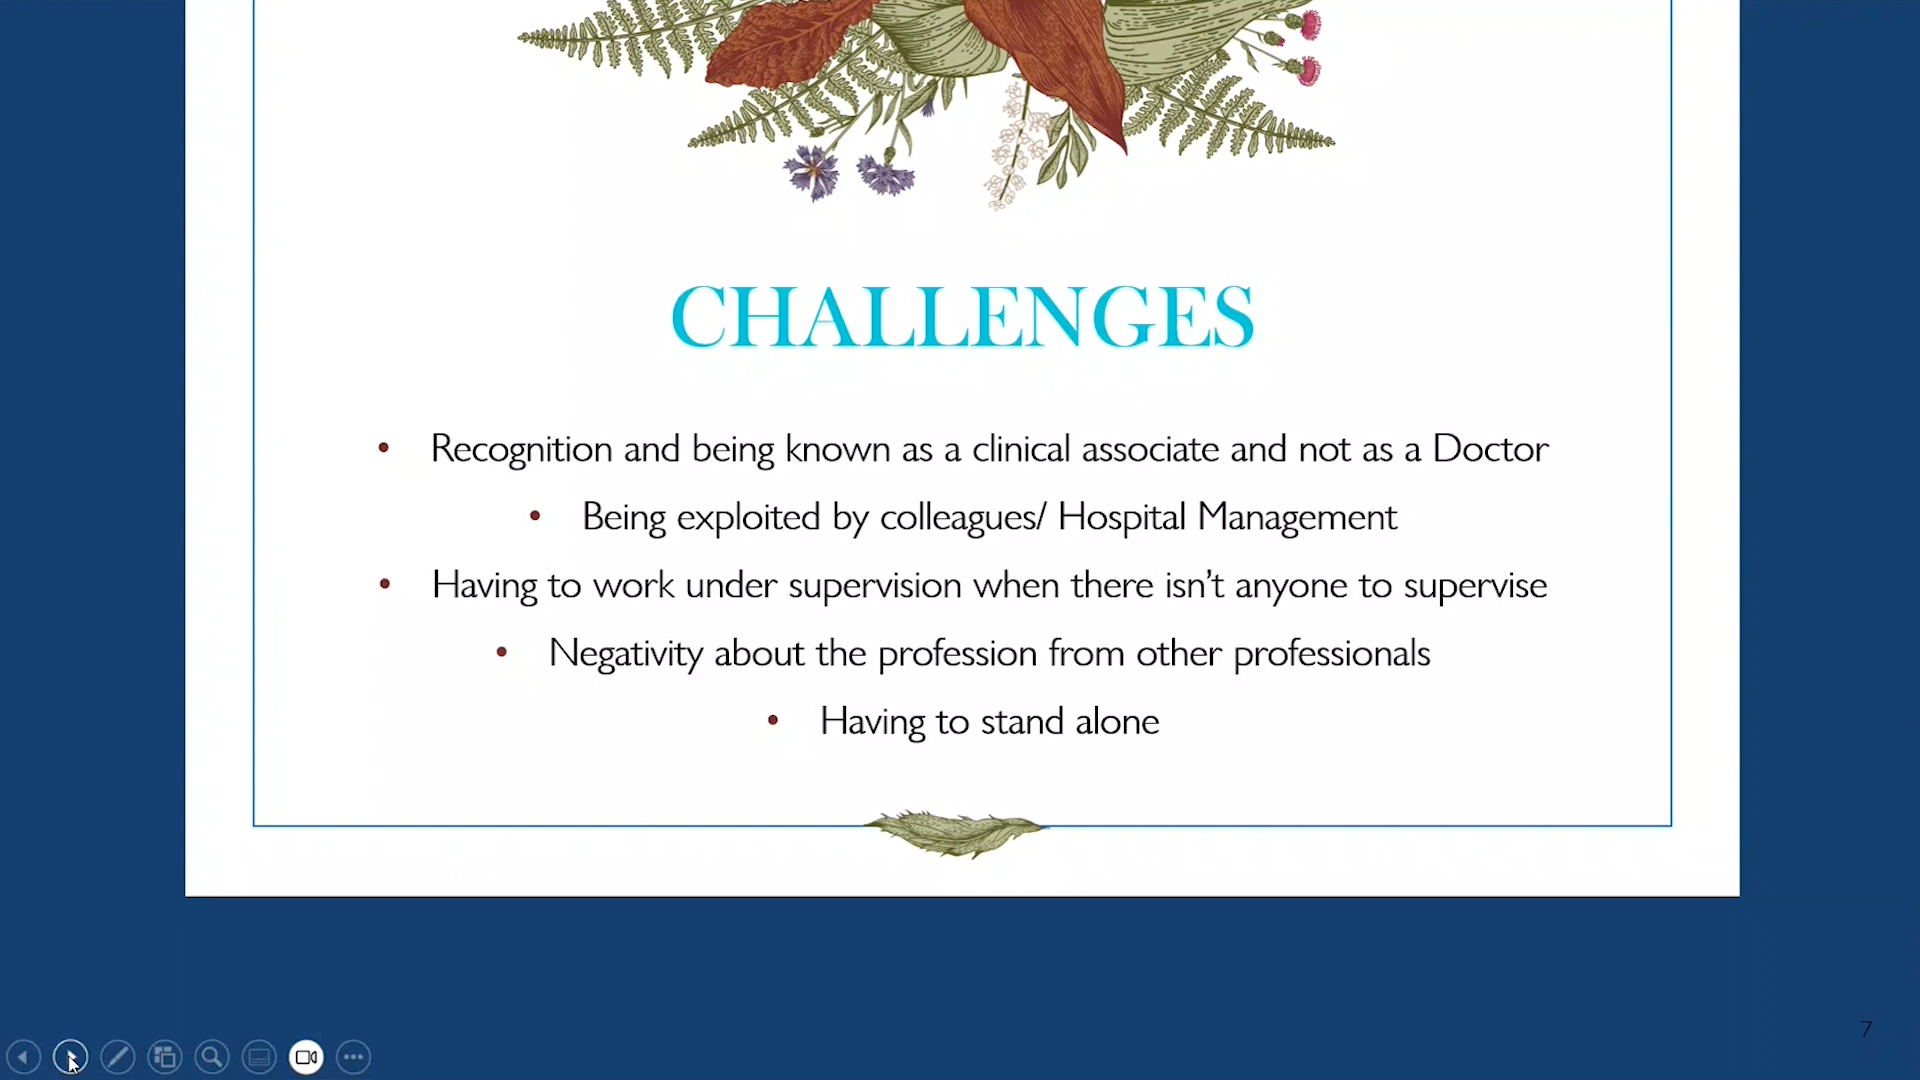 CHALLENGES
• Recognition and being known as a clinical associate and not as a Doctor
• Being exploited by colleagues/ Hospital Management
• Having to work under supervision when there isn’t anyone to supervise
• Negativity about the profession from other professionals
• Having to stand alone
7